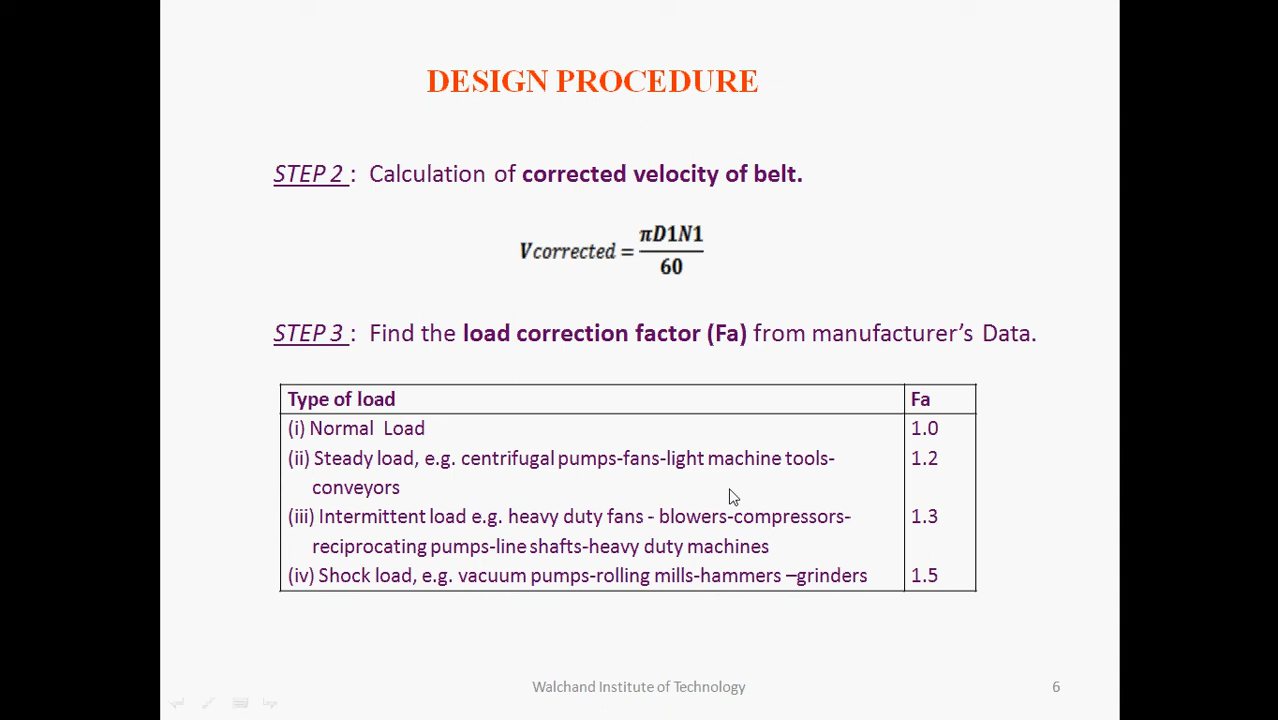 DESIGN PROCEDURE
STEP 2 : Calculation of corrected velocity of belt.
Vcorrected = πD1N1 / 60
STEP 3 : Find the load correction factor (Fa) from manufacturer’s Data.
Type of load Fa
(i) Normal Load 1.0
(ii) Steady load, e.g. centrifugal pumps-fans-light machine tools- 1.2
conveyors
(iii) Intermittent load e.g. heavy duty fans - blowers-compressors- 1.3
reciprocating pumps-line shafts-heavy duty machines
(iv) Shock load, e.g. vacuum pumps-rolling mills-hammers –grinders 1.5
Walchand Institute of Technology 6